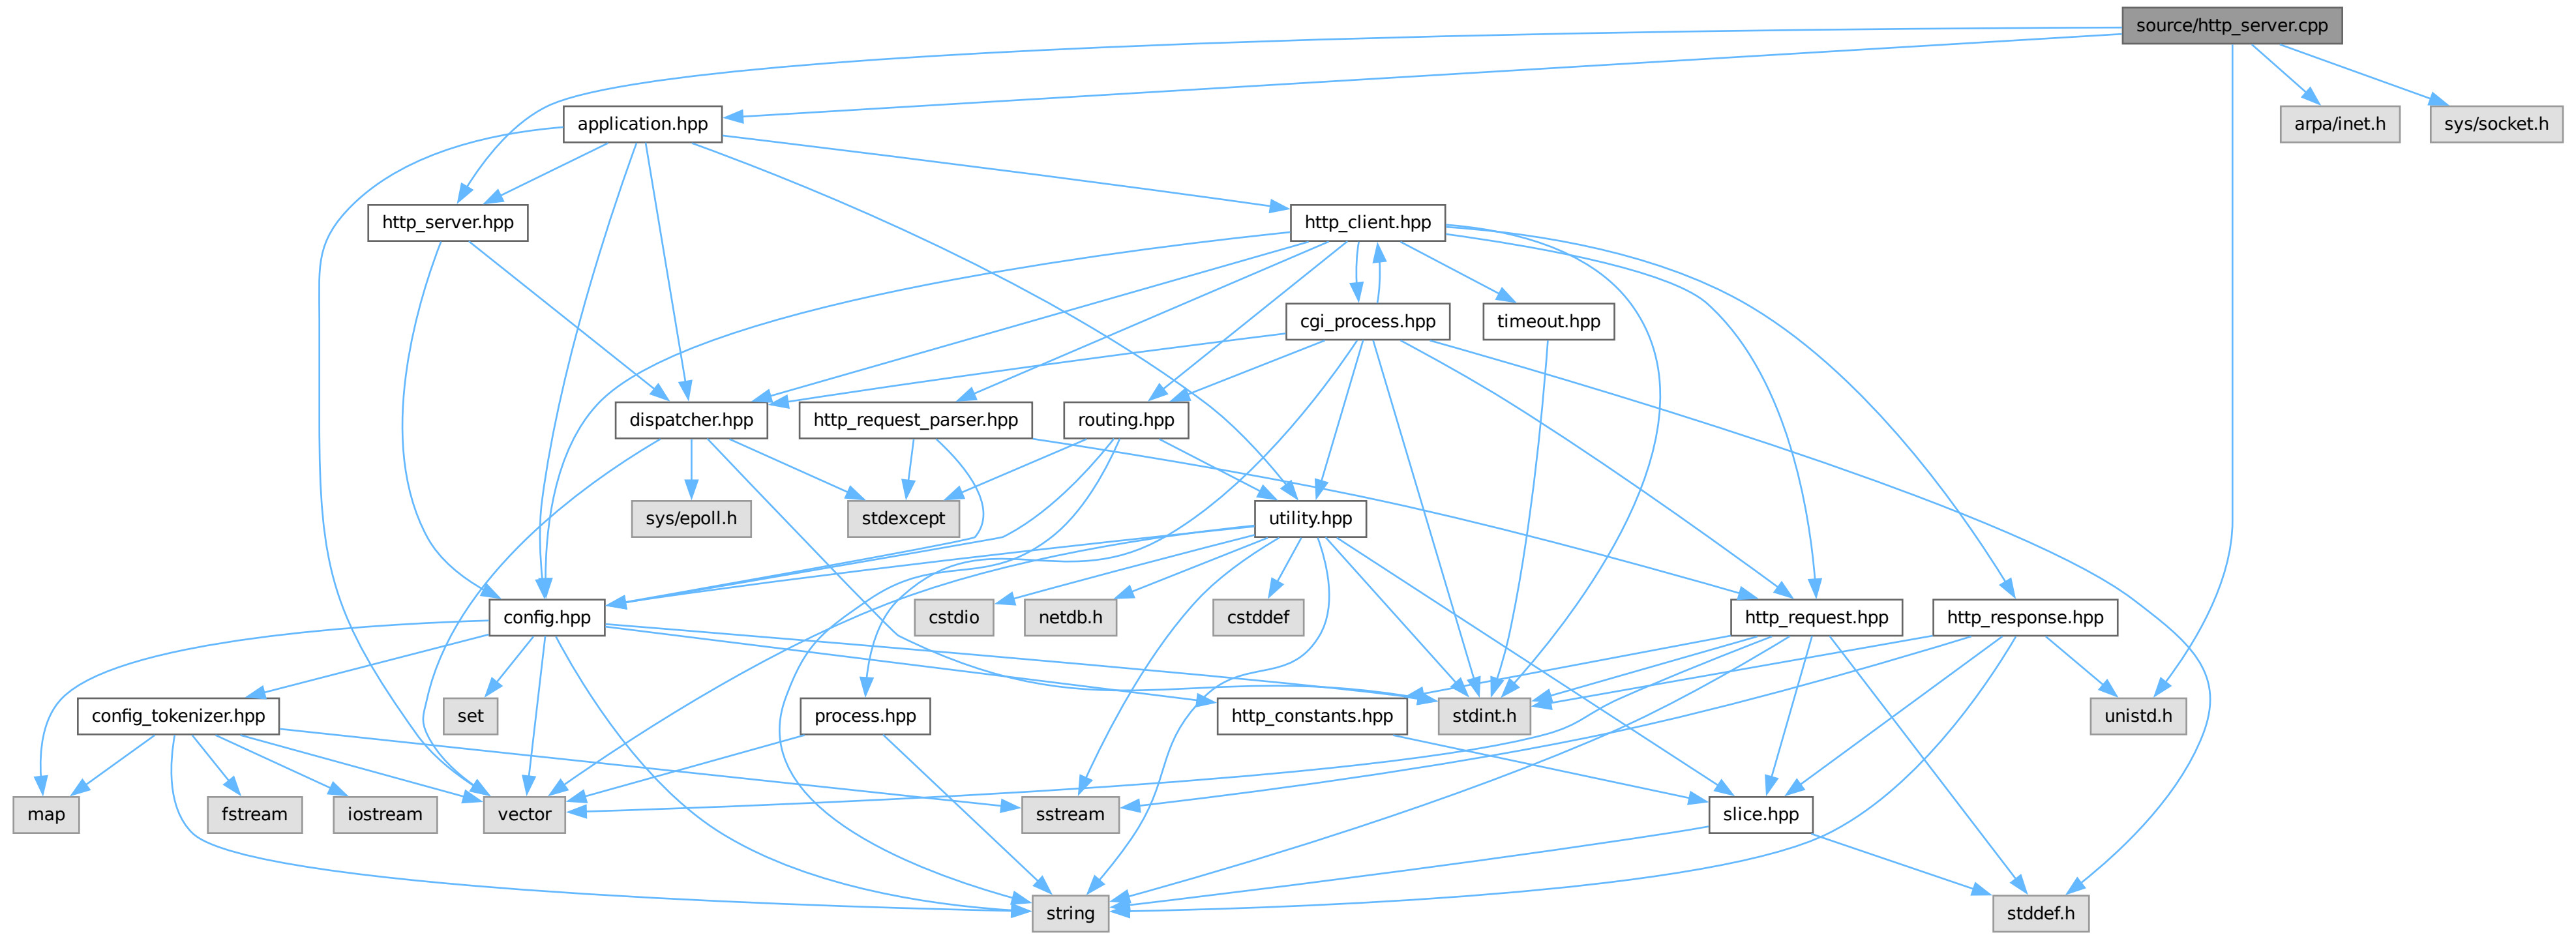 source/http_server.cpp
application.hpp
arpa/inet.h
sys/socket.h
http_server.hpp
http_client.hpp
cgi_process.hpp
timeout.hpp
dispatcher.hpp
http_request_parser.hpp
routing.hpp
sys/epoll.h
stdexcept
utility.hpp
config.hpp
cstdio
netdb.h
cstddef
http_request.hpp
http_response.hpp
config_tokenizer.hpp
set
process.hpp
http_constants.hpp
stdint.h
unistd.h
map
fstream
iostream
vector
sstream
slice.hpp
string
stddef.h